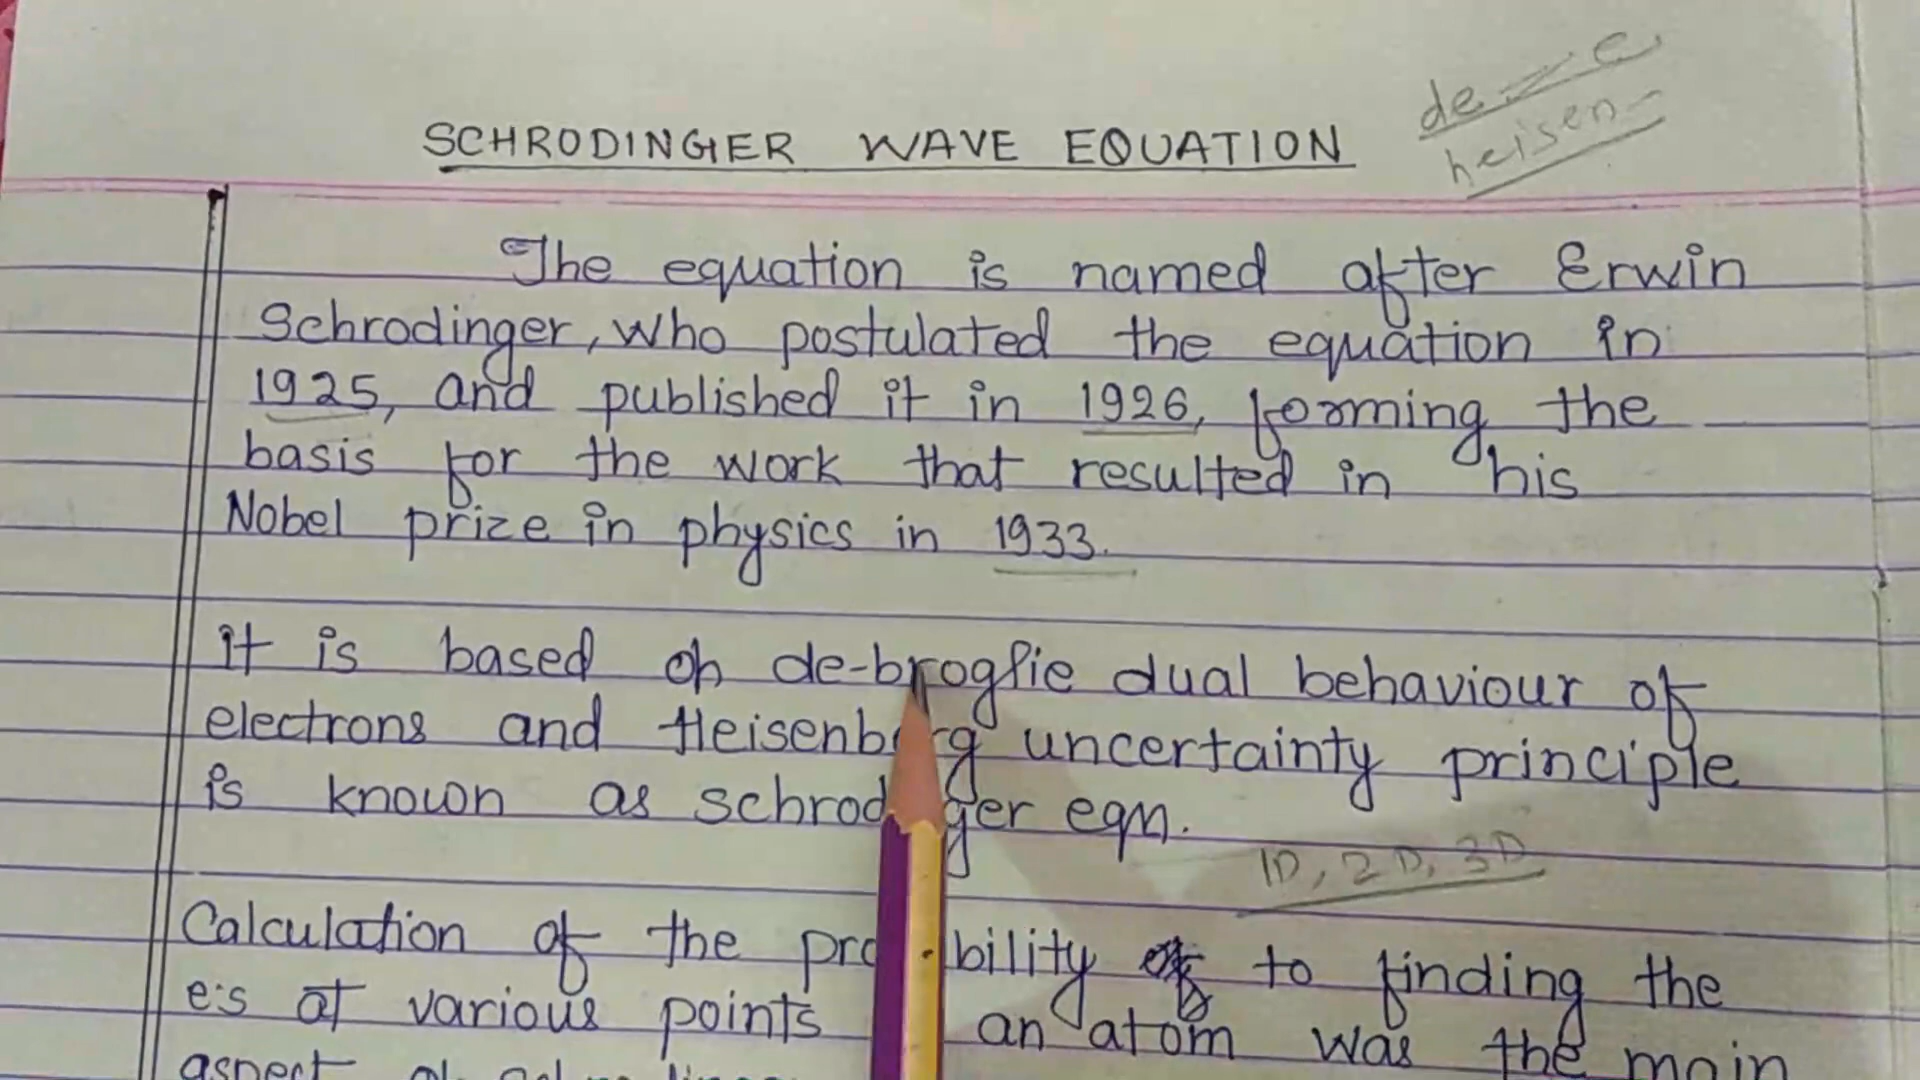 de
heisen-
SCHRODINGER WAVE EQUATION
The equation is named after Erwin
Schrodinger, who postulated the equation in
1925, and published it in 1926, forming the
basis for the work that resulted in his
Nobel prize in physics in 1933.
it is based on de-broglie dual behaviour of
electrons and Heisenberg uncertainty principle
is known as schrodinger eqn.
1D, 2D, 3D
Calculation of the probability to finding the
e's at various points an atom was the main
aspect